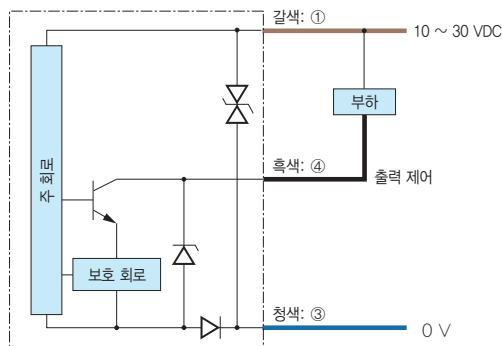 갈색: ①
10 ~ 30 VDC
부하
주 회로
흑색: ④
출력 제어
보호 회로
청색: ③
0 V